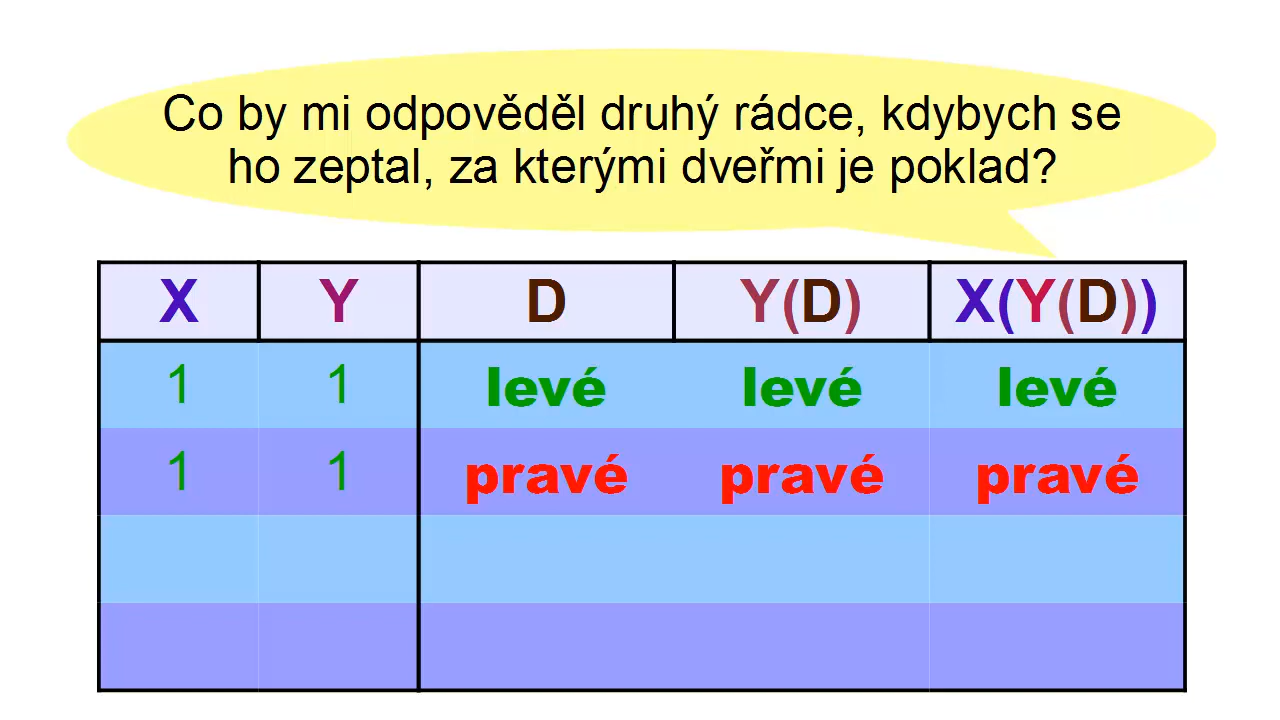 Co by mi odpověděl druhý rádce, kdybych se
ho zeptal, za kterými dveřmi je poklad?
X Y D Y(D) X(Y(D))
1 1 levé levé levé
1 1 pravé pravé pravé